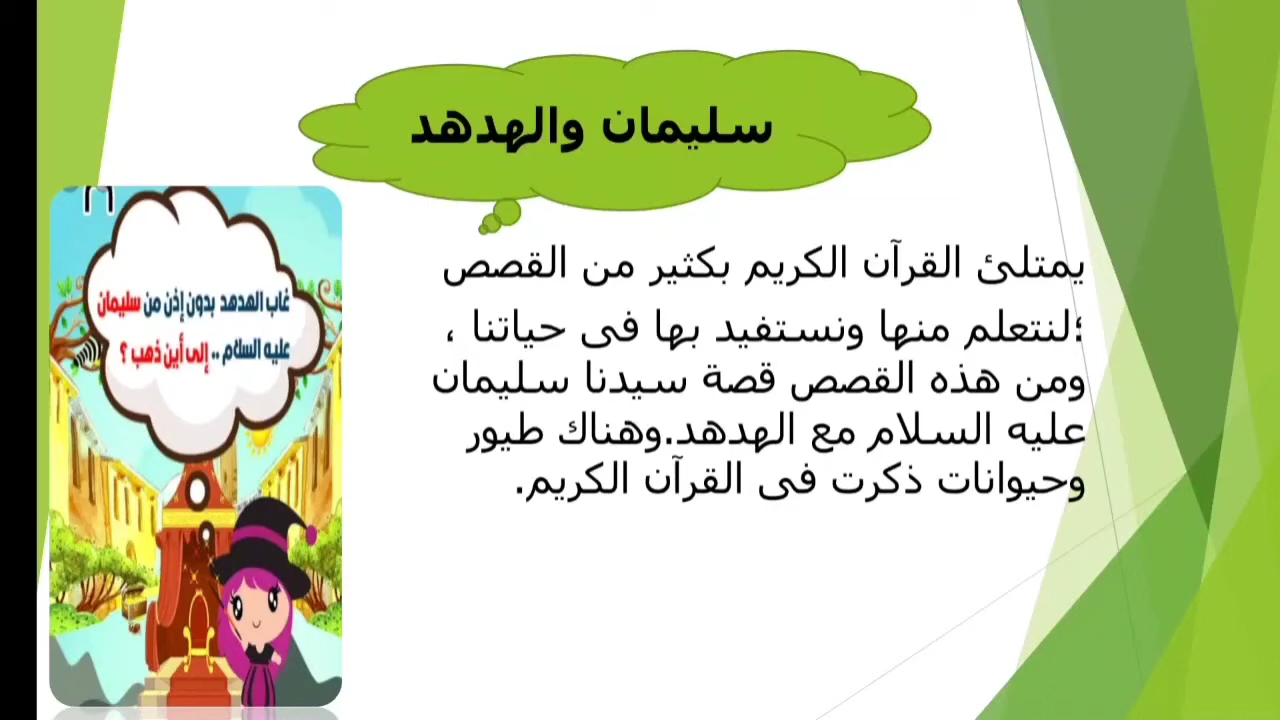 سليمان والهدهد
يمتلئ القرآن الكريم بكثير من القصص
؛لنتعلم منها ونستفيد بها فى حياتنا ،
ومن هذه القصص قصة سيدنا سليمان
عليه السلام مع الهدهد.وهناك طيور
وحيوانات ذكرت فى القرآن الكريم.
غاب الهدهد بدون إذن من سليمان
عليه السلام .. إلى أين ذهب ؟